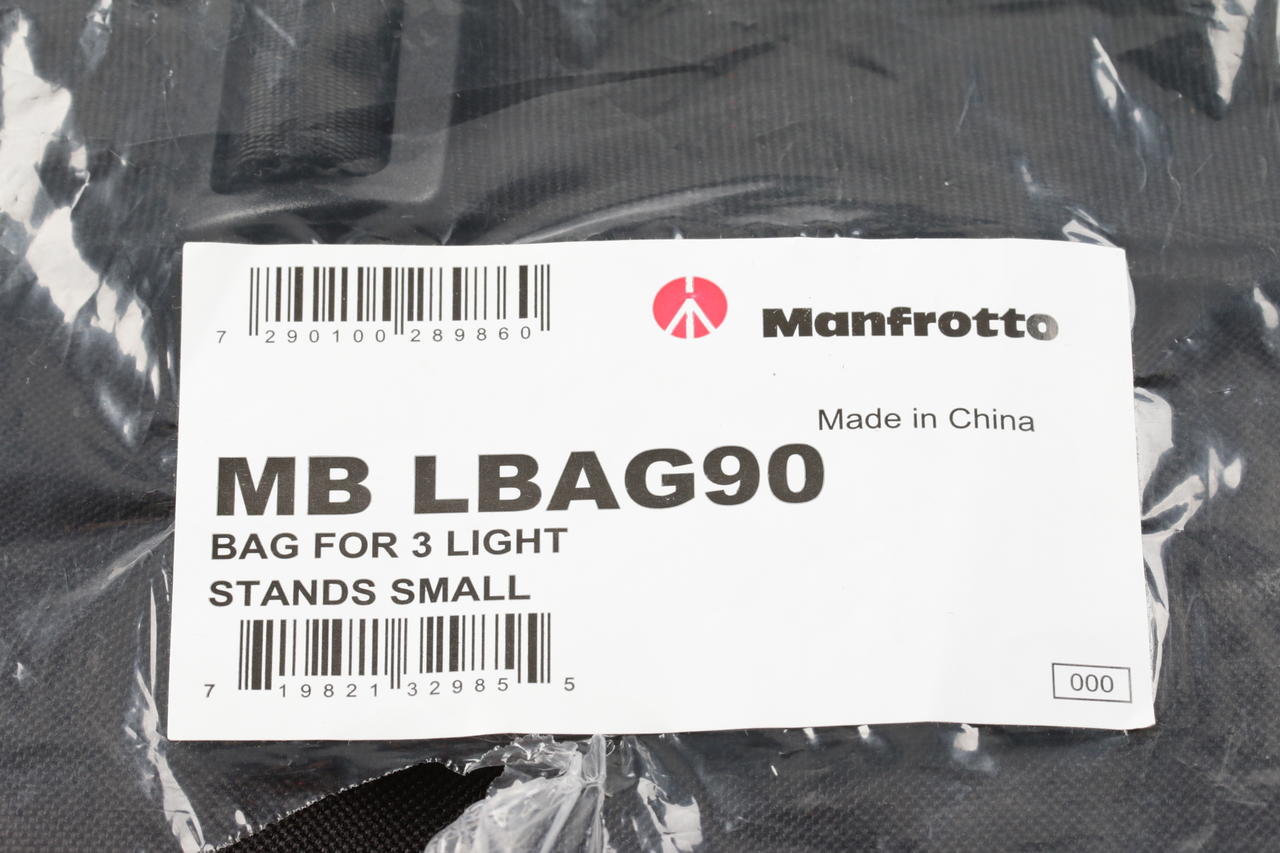 7 290100 289860
Manfrotto
Made in China
MB LBAG90
BAG FOR 3 LIGHT
STANDS SMALL
7 19821 32985 5
000